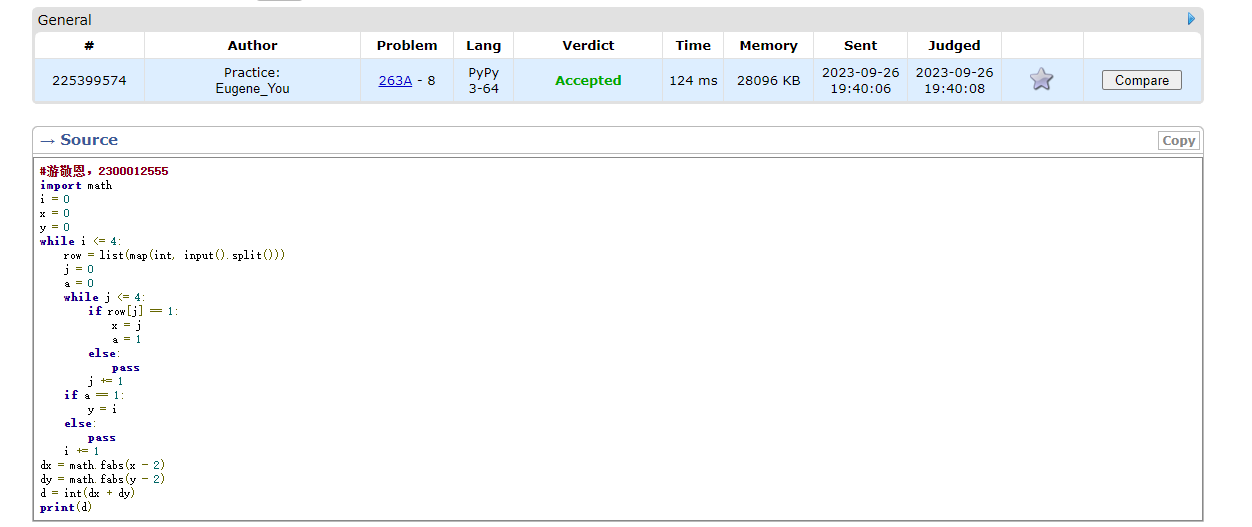 General
# Author Problem Lang Verdict Time Memory Sent Judged
225399574 Practice: Eugene_You 263A - 8 PyPy 3-64 Accepted 124 ms 28096 KB 2023-09-26 19:40:06 2023-09-26 19:40:08 Compare
→ Source Copy
#游敬恩，2300012555
import math
i = 0
x = 0
y = 0
while i <= 4:
    row = list(map(int, input().split()))
    j = 0
    a = 0
    while j <= 4:
        if row[j] == 1:
            x = j
            a = 1
        else:
            pass
        j += 1
    if a == 1:
        y = i
    else:
        pass
    i += 1
dx = math.fabs(x - 2)
dy = math.fabs(y - 2)
d = int(dx + dy)
print(d)